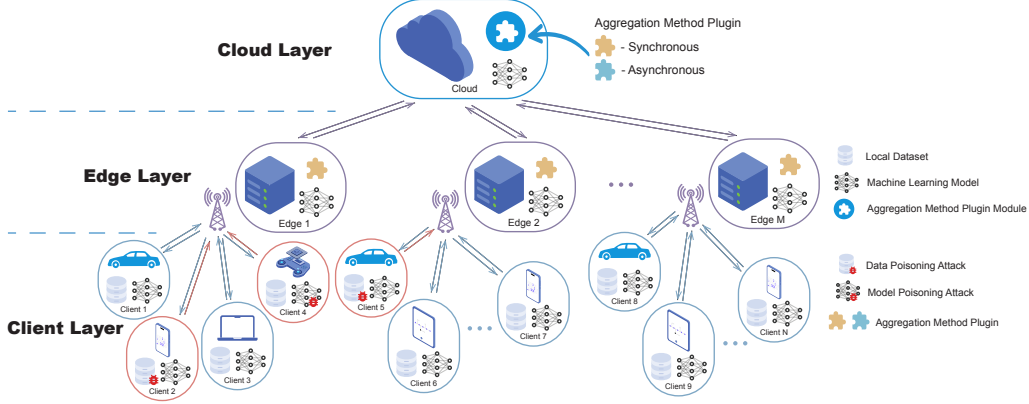 Cloud Layer
Cloud
Aggregation Method Plugin
- Synchronous
- Asynchronous
Edge Layer
Edge 1
Edge 2
Edge M
Local Dataset
Machine Learning Model
Aggregation Method Plugin Module
Client Layer
Client 1
Client 2
Client 3
Client 4
Client 5
Client 6
Client 7
Client 8
Client 9
Client N
Data Poisoning Attack
Model Poisoning Attack
Aggregation Method Plugin